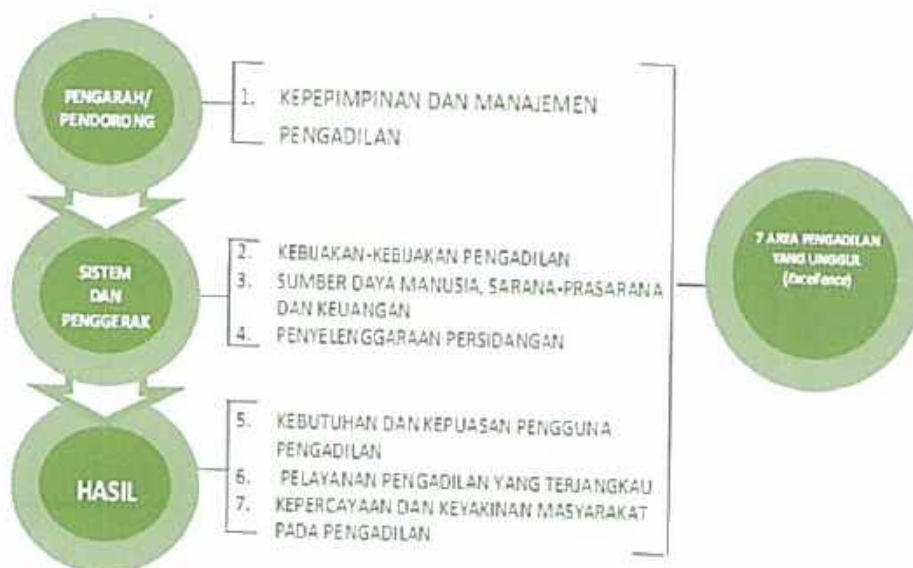 PENGARAH/
PENDORONG
1. KEPEPIMPINAN DAN MANAJEMEN
PENGADILAN
SISTEM
DAN
PENGGERAK
2. KEBIJAKAN-KEBIJAKAN PENGADILAN
3. SUMBER DAYA MANUSIA, SARANA-PRASARANA
DAN KEUANGAN
4. PENYELENGGARAAN PERSIDANGAN
HASIL
5. KEBUTUHAN DAN KEPUASAN PENGGUNA
PENGADILAN
6. PELAYANAN PENGADILAN YANG TERJANGKAU
7. KEPERCAYAAN DAN KEYAKINAN MASYARAKAT
PADA PENGADILAN
7 AREA PENGADILAN
YANG UNGGUL
(Excellence)